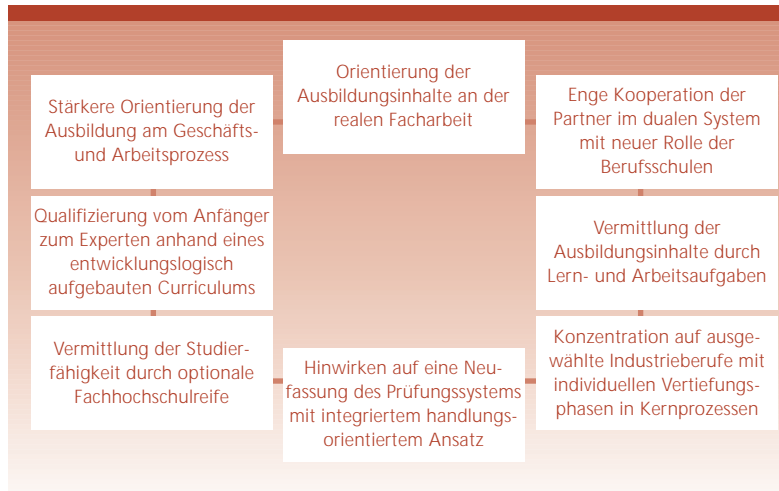 Orientierung der
Ausbildungsinhalte an der
realen Facharbeit
Stärkere Orientierung der
Ausbildung am Geschäfts-
und Arbeitsprozess
Enge Kooperation der
Partner im dualen System
mit neuer Rolle der
Berufsschulen
Qualifizierung vom Anfänger
zum Experten anhand eines
entwicklungslogisch
aufgebauten Curriculums
Vermittlung der
Ausbildungsinhalte durch
Lern- und Arbeitsaufgaben
Vermittlung der Studier-
fähigkeit durch optionale
Fachhochschulreife
Hinwirken auf eine Neu-
fassung des Prüfungssystems
mit integriertem handlungs-
orientiertem Ansatz
Konzentration auf ausge-
wählte Industrieberufe mit
individuellen Vertiefungs-
phasen in Kernprozessen